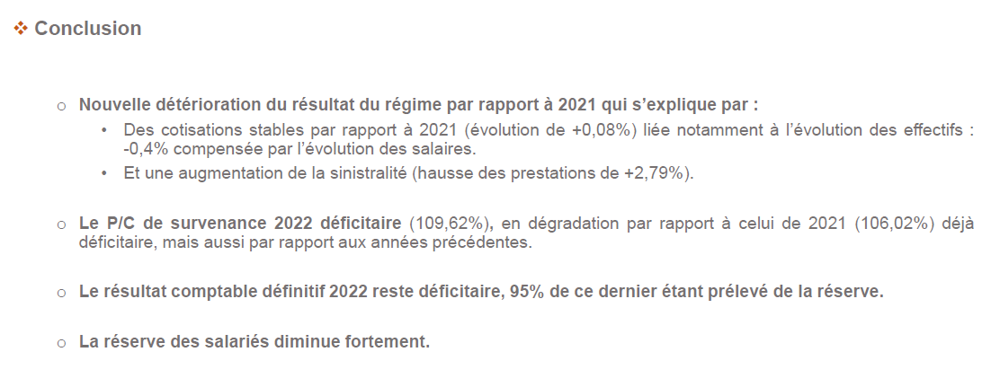 ❖ Conclusion
o Nouvelle détérioration du résultat du régime par rapport à 2021 qui s’explique par :
• Des cotisations stables par rapport à 2021 (évolution de +0,08%) liée notamment à l’évolution des effectifs :
-0,4% compensée par l’évolution des salaires.
• Et une augmentation de la sinistralité (hausse des prestations de +2,79%).
o Le P/C de survenance 2022 déficitaire (109,62%), en dégradation par rapport à celui de 2021 (106,02%) déjà
déficitaire, mais aussi par rapport aux années précédentes.
o Le résultat comptable définitif 2022 reste déficitaire, 95% de ce dernier étant prélevé de la réserve.
o La réserve des salariés diminue fortement.